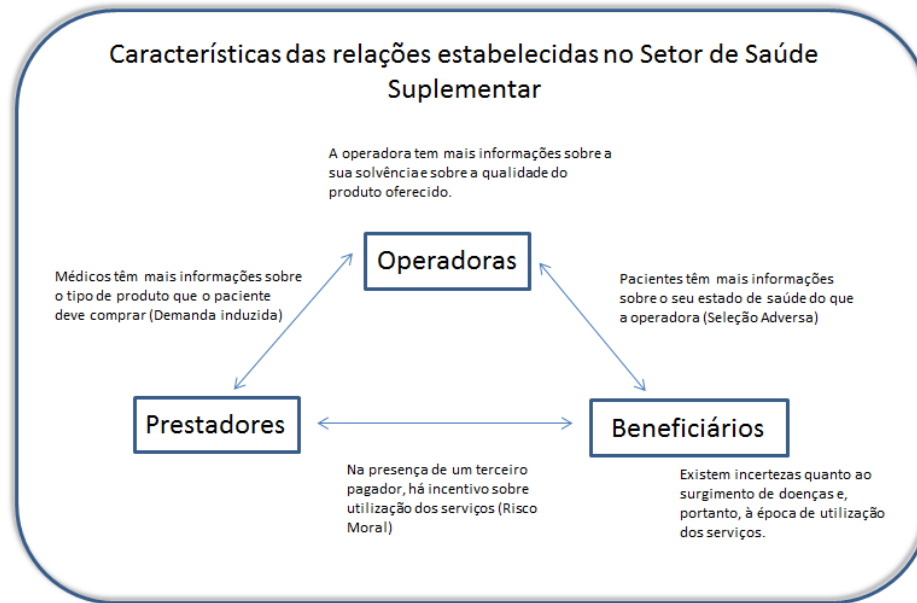 Características das relações estabelecidas no Setor de Saúde
Suplementar
A operadora tem mais informações sobre a
sua solvência e sobre a qualidade do
produto oferecido.
Operadoras
Médicos têm mais informações sobre
o tipo de produto que o paciente
deve comprar (Demanda induzida)
Pacientes têm mais informações
sobre o seu estado de saúde do que
a operadora (Seleção Adversa)
Prestadores
Beneficiários
Na presença de um terceiro
pagador, há incentivo sobre
utilização dos serviços (Risco
Moral)
Existem incertezas quanto ao
surgimento de doenças e,
portanto, à época de utilização
dos serviços.